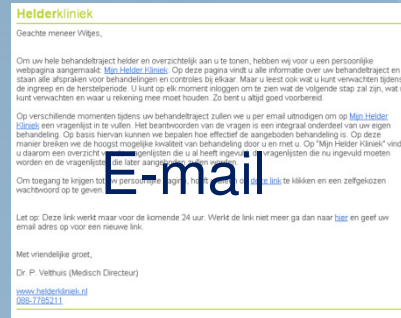 Helderkliniek
Geachte meneer Witjes,
Om uw hele behandeltraject helder en overzichtelijk aan u te tonen, hebben wij voor u een persoonlijke
webpagina aangemaakt: Mijn Helder Kliniek. Op deze pagina vindt u alle informatie over uw behandeltraject en
staan alle afspraken voor behandelingen en controles bij elkaar. Maar u leest ook wat u kunt verwachten tijdens
de ingreep en de herstelperiode. U kunt op elk moment inloggen om te zien wat de volgende stap zal zijn, wat
kunt verwachten en waar u rekening mee moet houden. Zo bent u altijd goed voorbereid.
Op verschillende momenten tijdens uw behandeltraject zullen we u per email uitnodigen om op Mijn Helder
Kliniek een vragenlijst in te vullen. Het beantwoorden van de vragen is een integraal onderdeel van uw eigen
behandeling. Op basis hiervan kunnen we bepalen hoe effectief de aangeboden behandeling is. Op deze
manier breiken we de hoogst mogelijke kwaliteit van behandeling door u en met u. Op "Mijn Helder Kliniek" vind
u daarom een overzicht vragenlijsten die u al heeft ingevuld, vragenlijsten die nu ingevuld moeten
worden en de vragenlijsten die later aangeboden zullen worden.
Om toegang te krijgen tot uw persoonlijke pagina, hoeft op deze link te klikken en een zelfgekozen
wachtwoord op te geven.
E-mail
Let op: Deze link werkt maar voor de komende 24 uur. Werkt de link niet meer ga dan naar hier en geef uw
email adres op voor een nieuwe link.
Met vriendelijke groet,
Dr. P. Velthuis (Medisch Directeur)
www.helderkliniek.nl
088-7785211